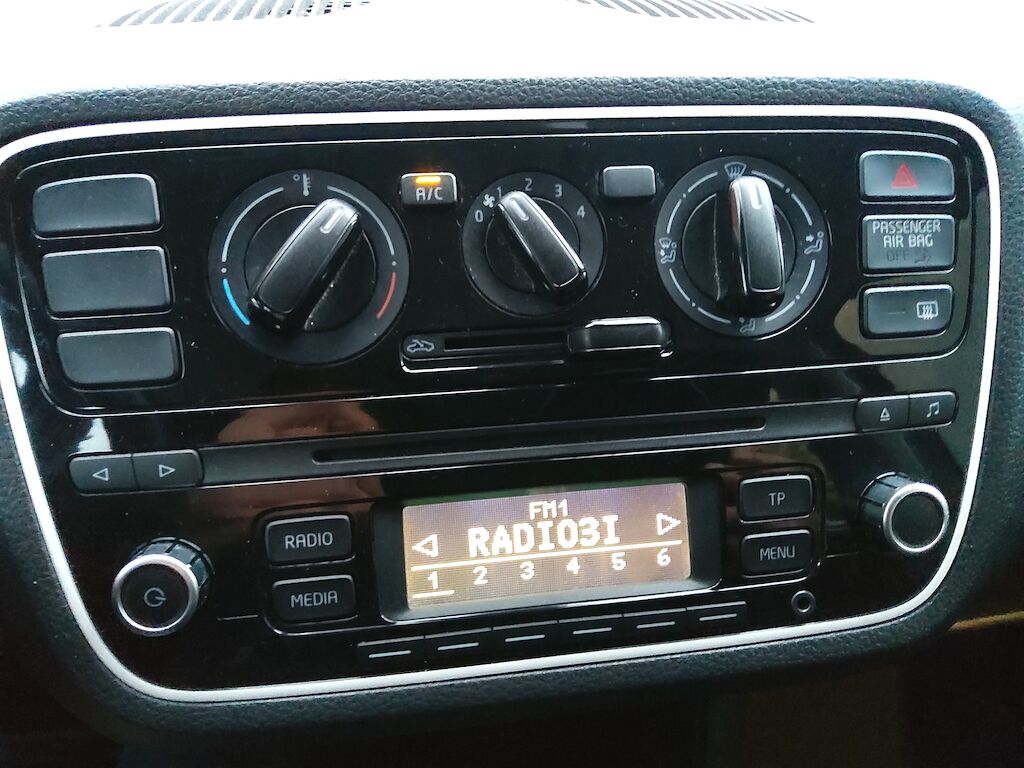 A/C
0 1 2 3 4
PASSENGER
AIR BAG
OFF
RADIO
MEDIA
FM1
RADIO3I
1 2 3 4 5 6
TP
MENU